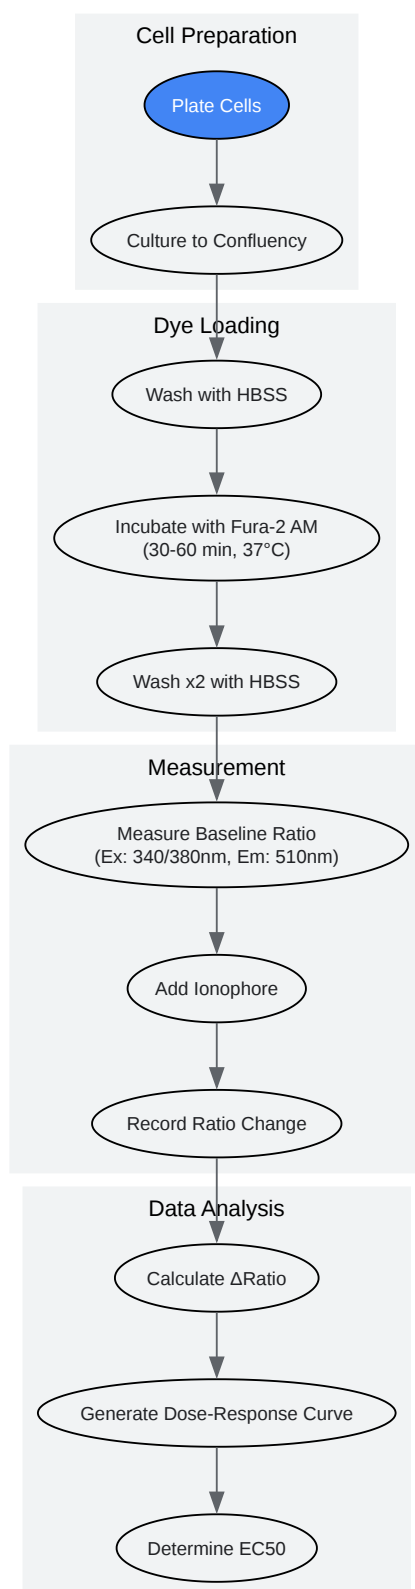 Cell Preparation
Plate Cells
Culture to Confluency
Dye Loading
Wash with HBSS
Incubate with Fura-2 AM
(30-60 min, 37°C)
Wash x2 with HBSS
Measurement
Measure Baseline Ratio
(Ex: 340/380nm, Em: 510nm)
Add Ionophore
Record Ratio Change
Data Analysis
Calculate ΔRatio
Generate Dose-Response Curve
Determine EC50